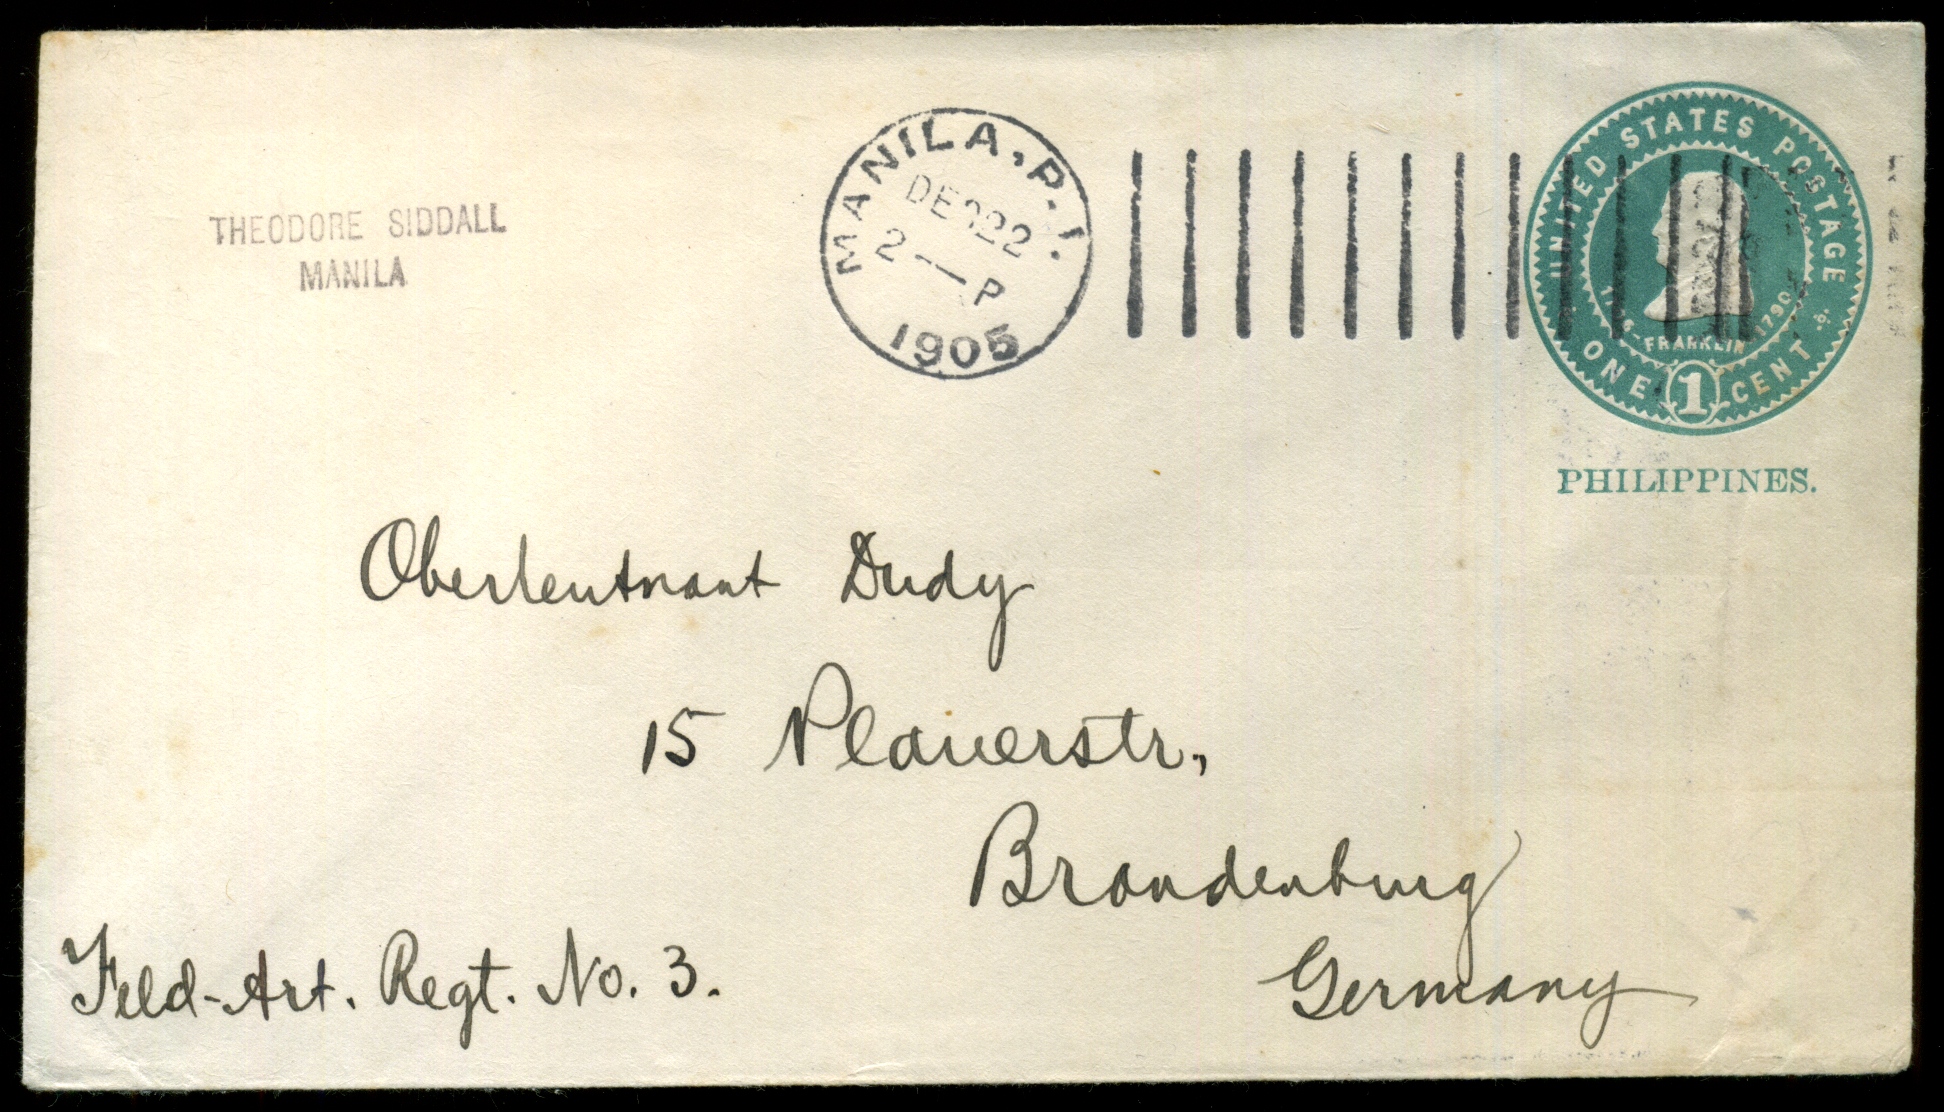 THEODORE SIDDALL
MANILA
MANILA, P.I.
DEC 22
2—P
1905
UNITED STATES POSTAGE
FRANKLIN 1790
ONE 1 CENT
PHILIPPINES.
Oberleutnant Dudy
15 Plauerstr.,
Brandenburg
Germany
Feld-Art. Regt. No. 3.